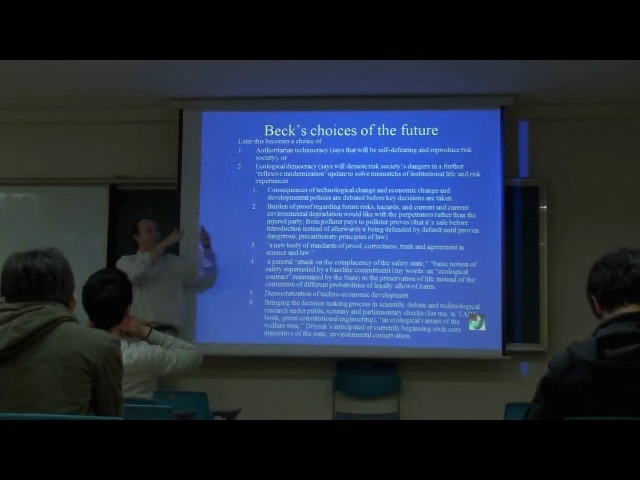 Beck's choices of the future
Later this becomes a choice of
1. Authoritarian technocracy (says that will be self-defeating and reproduce risk
society), or
2. Ecological democracy (says will demote risk society's dangers in a further
'reflexive modernization' update to solve mismatches of institutional life and risk
experiences
1. Consequences of technological change and economic change and
developmental policies are debated before key decisions are taken
2. Burden of proof regarding future risks, hazards, and current and current
environmental degradation would like with the perpetrators rather than the
injured party; from polluter pays to polluter proves (that it's safe before
introduction instead of afterwards it being defended by default until proven
dangerous, precautionary principles of law)
3. "a new body of standards of proof, correctness, truth and agreement in
science and law."
4. a general "attack on the complacency of the safety state," "basic notion of
safety superseded by a baseline commitment (my words: an "ecological
contract" maintained by the State) to the preservation of life instead of the
contention of different probabilities of legally allowed harm.
5. Democratization of techno-economic development
6. Bringing the decision making process in scientific debate and technological
research under public scrutiny and parliamentary checks (for me, in
book, green constitutional engineering), "an ecological variant of the
welfare state," Dryzek's anticipated or currently beginning sixth core
imperative of the state, environmental conservation.